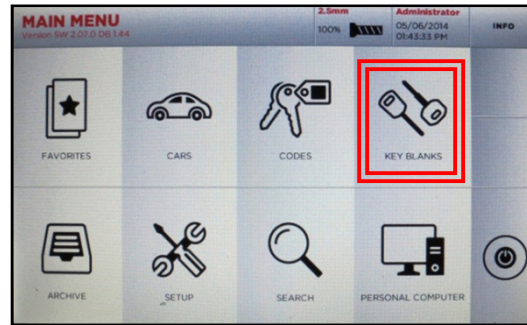 MAIN MENU
Version SW 2.07.0 DB 1.44
2.5mm
100%
Administrator
05/06/2014
01:43:33 PM
INFO
FAVORITES
CARS
CODES
KEY BLANKS
ARCHIVE
SETUP
SEARCH
PERSONAL COMPUTER